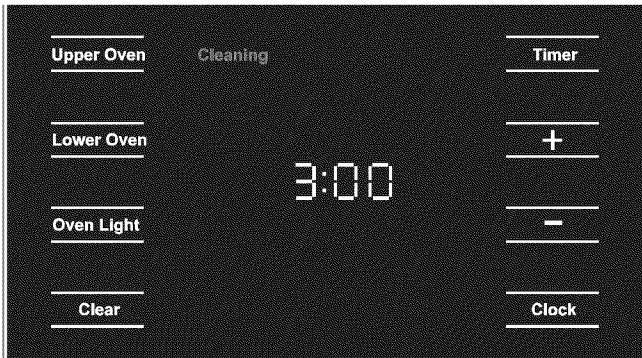 Upper Oven Cleaning Timer
Lower Oven +
3:00
Oven Light -
Clear Clock